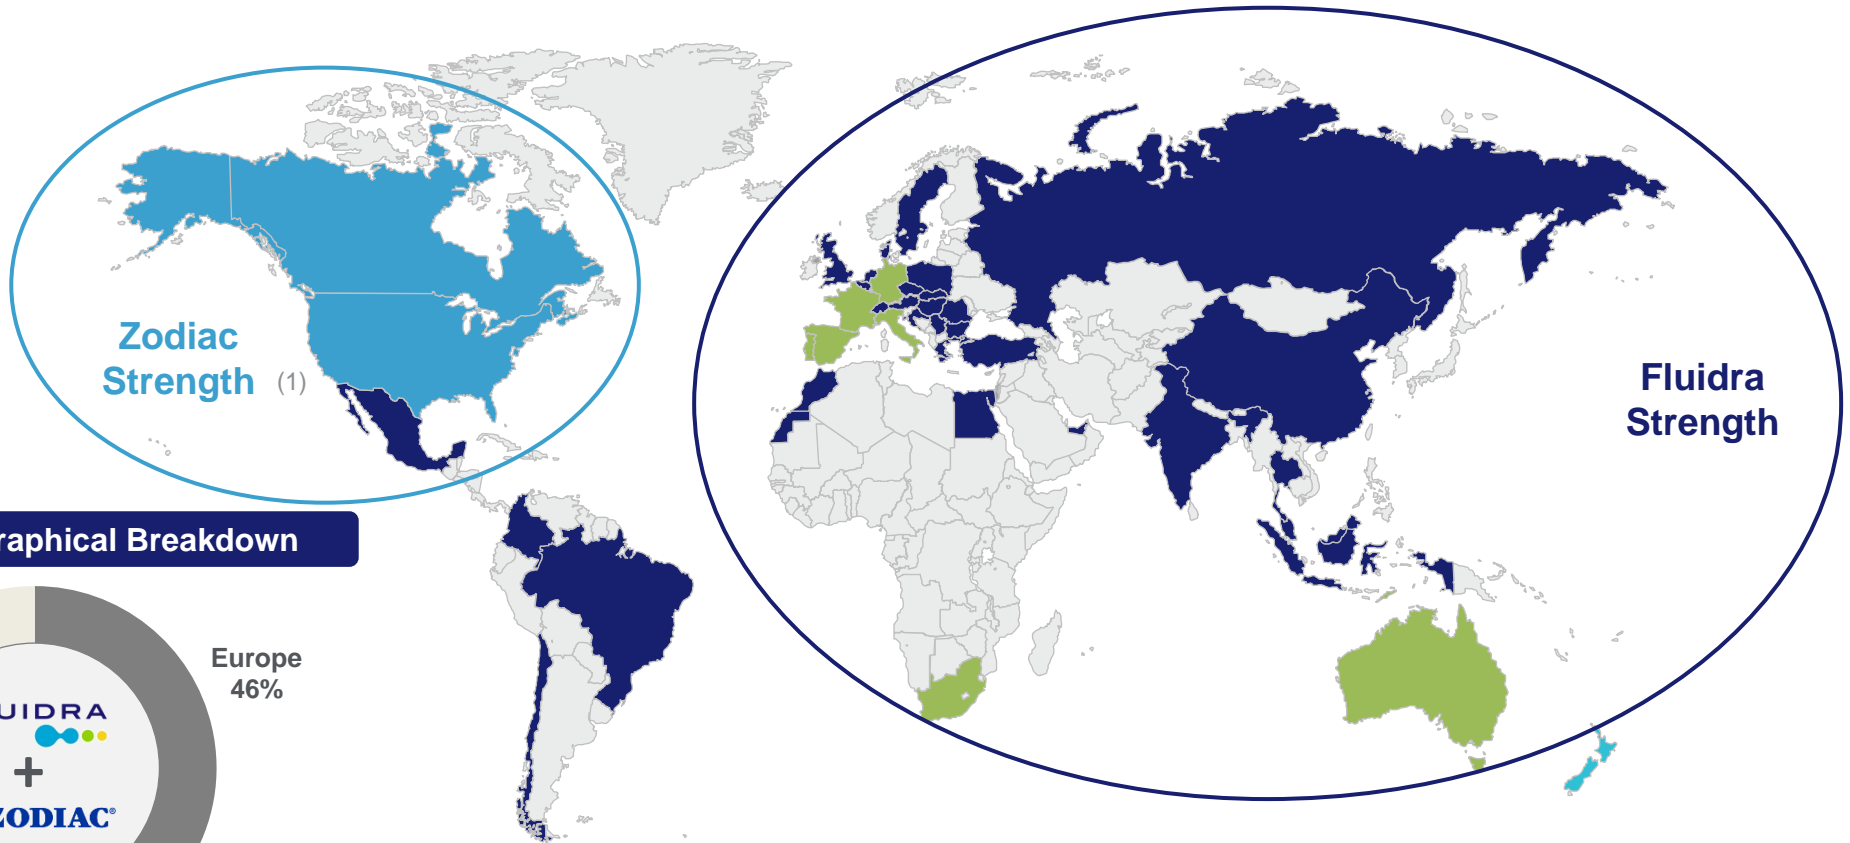 Zodiac
Strength (1)
Fluidra
Strength
raphical Breakdown
Europe
46%
UIDRA
+
ZODIAC®